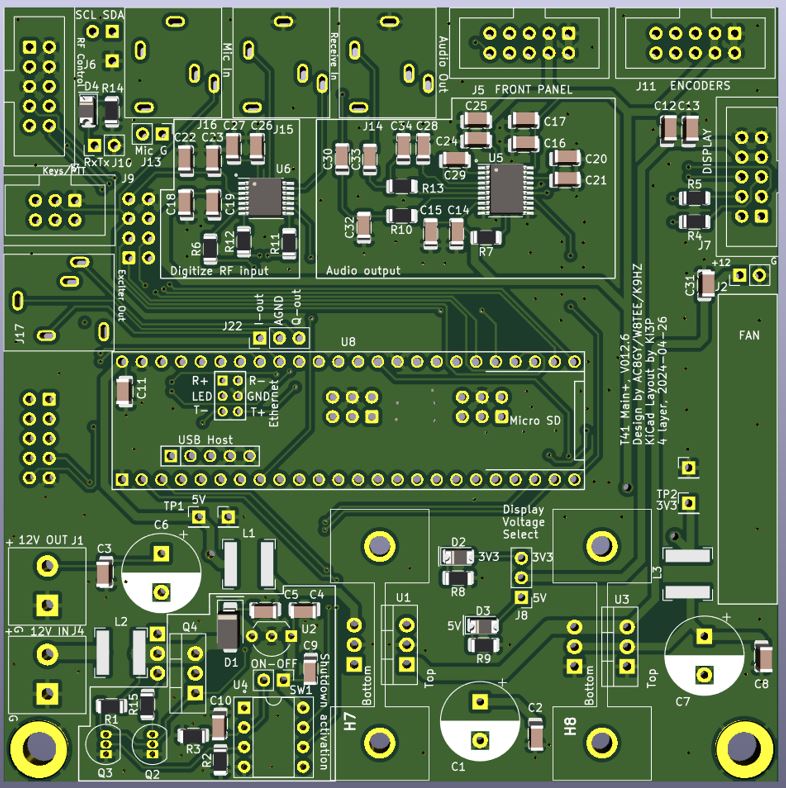 SCL SDA
RF Control
J6
D4
R14
RxTx
J10
Mic G
J13
Mic In
Receive In
Audio Out
J5 FRONT PANEL
J11 ENCODERS
J16
C27
C26
J15
C22
C23
U6
C18
C19
R6
R12
R11
Digitize RF input
J14
C34
C28
C25
C24
C17
C16
C29
U5
C30
C33
R13
C20
C21
C32
R10
C15
C14
R7
Audio output
C12
C13
DISPLAY
R5
R4
J7
+12
G
C31
J2
FAN
J9
Exciter Out
J17
J22
I-out
AGND
Q-out
U8
C11
R+
R-
LED
GND
T-
T+
Ethernet
USB Host
Micro SD
T41 Main+, V012.6
Design by AC8GY/W8TEE/K9HZ
KiCad Layout by KI3P
4 layer, 2024-04-26
TP1
5V
TP2
3V3
+ 12V OUT J1
C3
C6
+
L1
Display
Voltage
Select
D2
3V3
3V3
R8
5V
J8
D3
5V
R9
L3
+G
12V IN
J4
G
L2
Q4
D1
C5
C4
U2
ON-OFF
C9
SW1
Shutdown activation
U4
C10
R1
R15
R3
R2
Q3
Q2
U1
Bottom
Top
H7
C1
+
C2
U3
Bottom
Top
H8
C7
+
C8